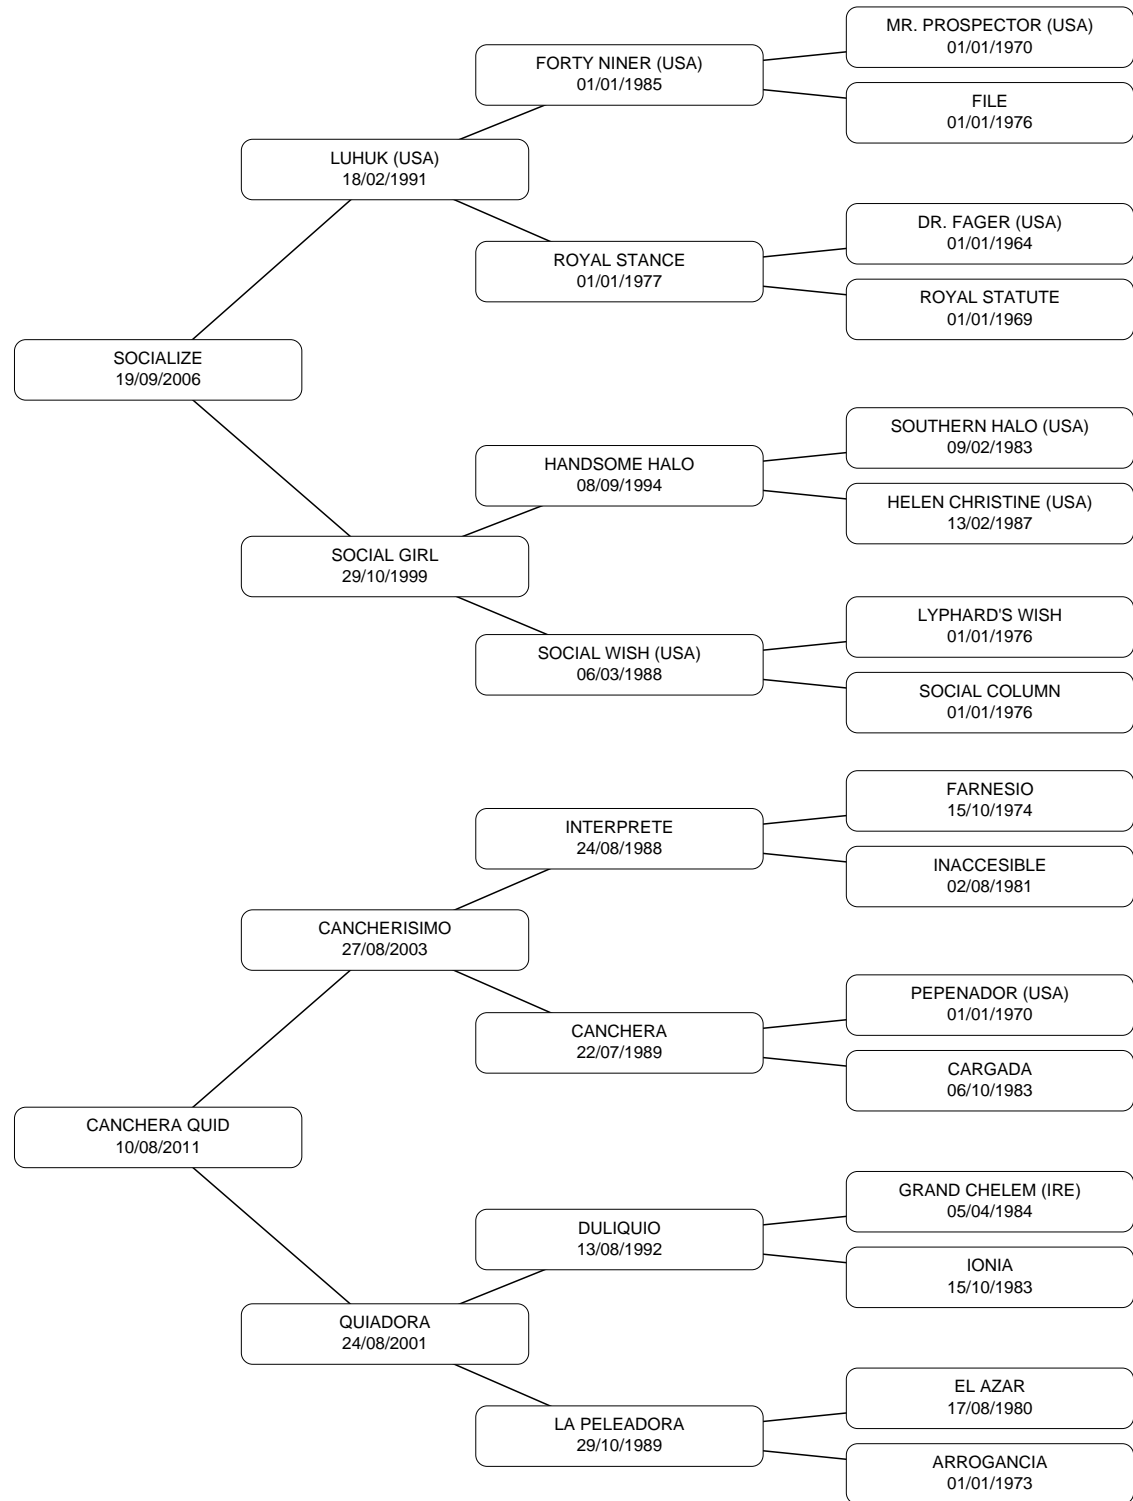 MR. PROSPECTOR (USA)
01/01/1970
FORTY NINER (USA)
01/01/1985
FILE
01/01/1976
LUHUK (USA)
18/02/1991
DR. FAGER (USA)
01/01/1964
ROYAL STANCE
01/01/1977
ROYAL STATUTE
01/01/1969
SOCIALIZE
19/09/2006
SOUTHERN HALO (USA)
09/02/1983
HANDSOME HALO
08/09/1994
HELEN CHRISTINE (USA)
13/02/1987
SOCIAL GIRL
29/10/1999
LYPHARD'S WISH
01/01/1976
SOCIAL WISH (USA)
06/03/1988
SOCIAL COLUMN
01/01/1976
FARNESIO
15/10/1974
INTERPRETE
24/08/1988
INACCESIBLE
02/08/1981
CANCHERISIMO
27/08/2003
PEPENADOR (USA)
01/01/1970
CANCHERA
22/07/1989
CARGADA
06/10/1983
CANCHERA QUID
10/08/2011
GRAND CHELEM (IRE)
05/04/1984
DULIQUIO
13/08/1992
IONIA
15/10/1983
QUIADORA
24/08/2001
EL AZAR
17/08/1980
LA PELEADORA
29/10/1989
ARROGANCIA
01/01/1973